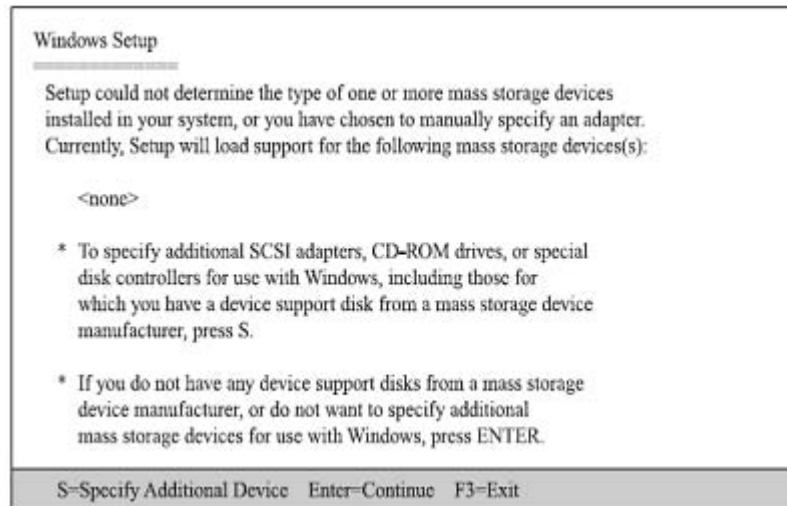 Windows Setup
Setup could not determine the type of one or more mass storage devices
installed in your system, or you have chosen to manually specify an adapter.
Currently, Setup will load support for the following mass storage devices(s):
<none>
* To specify additional SCSI adapters, CD-ROM drives, or special
disk controllers for use with Windows, including those for
which you have a device support disk from a mass storage device
manufacturer, press S.
* If you do not have any device support disks from a mass storage
device manufacturer, or do not want to specify additional
mass storage devices for use with Windows, press ENTER.
S=Specify Additional Device Enter=Continue F3=Exit